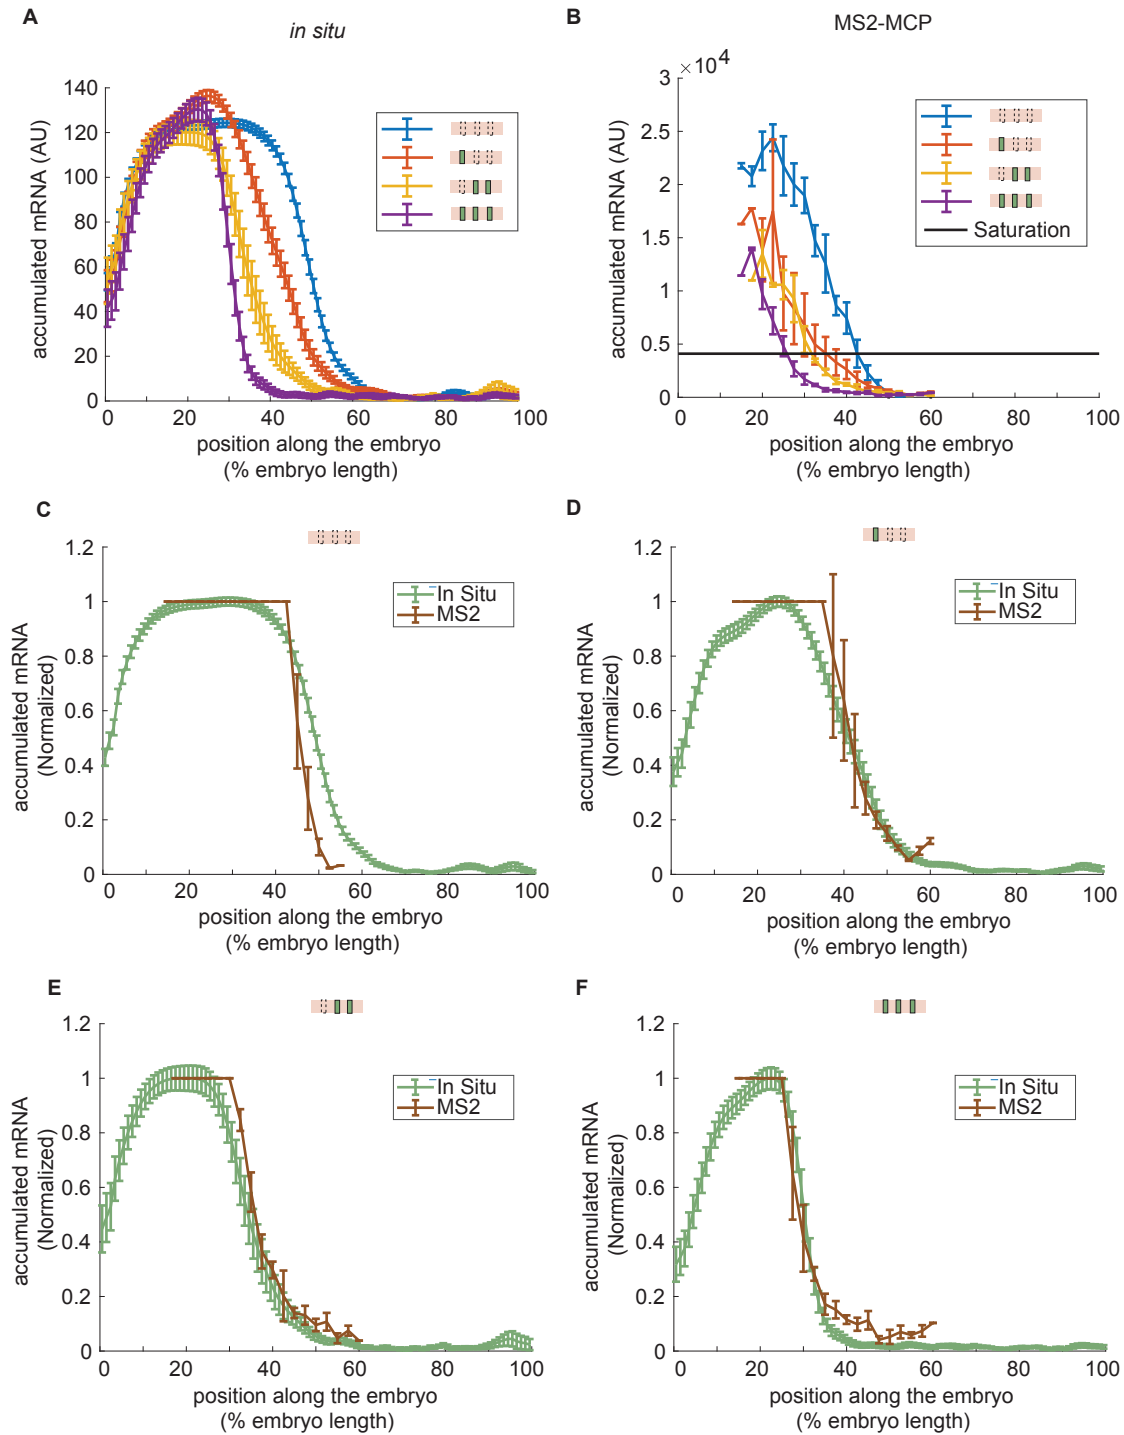 A
in situ
140
120
100
80
60
40
20
0
0
20
40
60
80
100
accumulated mRNA (AU)
position along the embryo
(% embryo length)
B
MS2-MCP
×10^4
3
2.5
2
1.5
1
0.5
0
0
20
40
60
80
100
accumulated mRNA (AU)
Saturation
position along the embryo
(% embryo length)
C
1.2
1
0.8
0.6
0.4
0.2
0
0
20
40
60
80
100
accumulated mRNA
(Normalized)
In Situ
MS2
position along the embryo
(% embryo length)
D
1.2
1
0.8
0.6
0.4
0.2
0
0
20
40
60
80
100
accumulated mRNA
(Normalized)
In Situ
MS2
position along the embryo
(% embryo length)
E
1.2
1
0.8
0.6
0.4
0.2
0
0
20
40
60
80
100
accumulated mRNA
(Normalized)
In Situ
MS2
position along the embryo
(% embryo length)
F
1.2
1
0.8
0.6
0.4
0.2
0
0
20
40
60
80
100
accumulated mRNA
(Normalized)
In Situ
MS2
position along the embryo
(% embryo length)